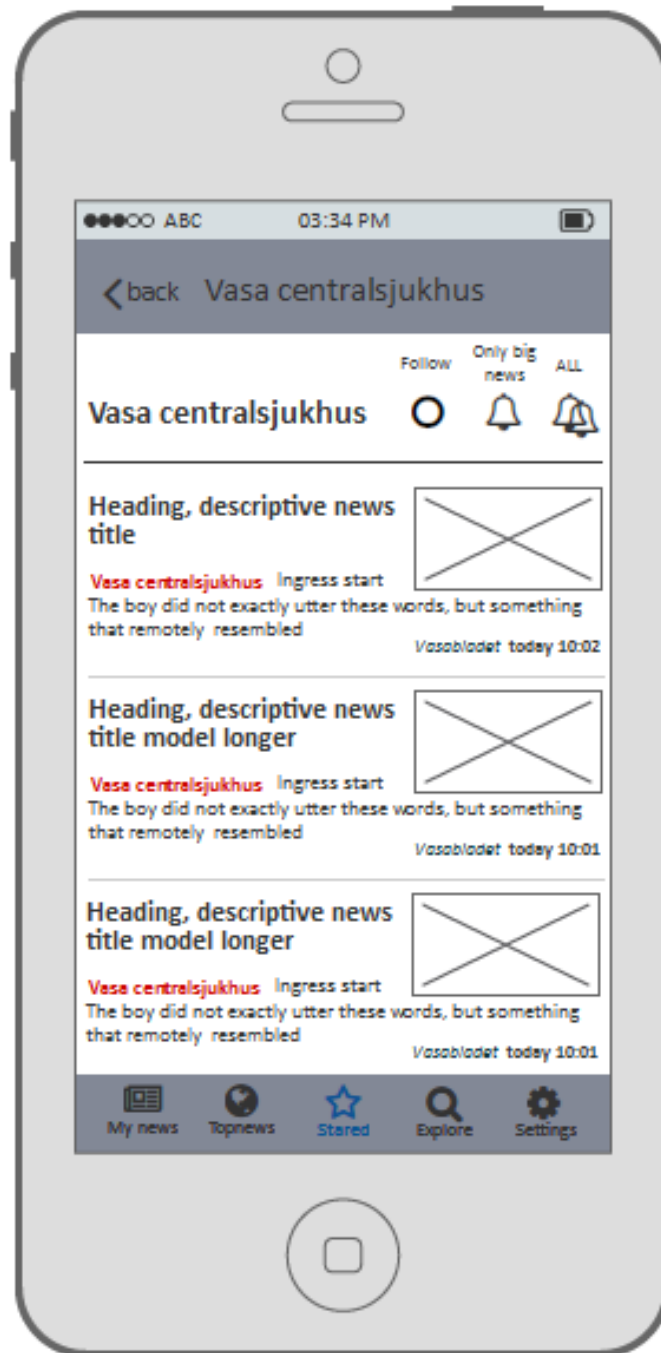 ABC 03:34 PM
back Vasa centralsjukhus
Follow Only big news ALL
Vasa centralsjukhus
Heading, descriptive news
title
Vasa centralsjukhus Ingress start
The boy did not exactly utter these words, but something
that remotely resembled
Vasabladet today 10:02
Heading, descriptive news
title model longer
Vasa centralsjukhus Ingress start
The boy did not exactly utter these words, but something
that remotely resembled
Vasabladet today 10:01
Heading, descriptive news
title model longer
Vasa centralsjukhus Ingress start
The boy did not exactly utter these words, but something
that remotely resembled
Vasabladet today 10:01
My news Topnews Stared Explore Settings